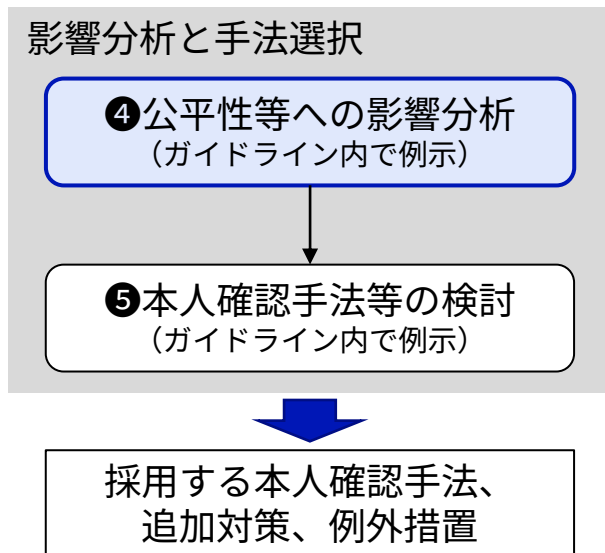 影響分析と手法選択
❹公平性等への影響分析
（ガイドライン内で例示）
❺本人確認手法等の検討
（ガイドライン内で例示）
採用する本人確認手法、
追加対策、例外措置